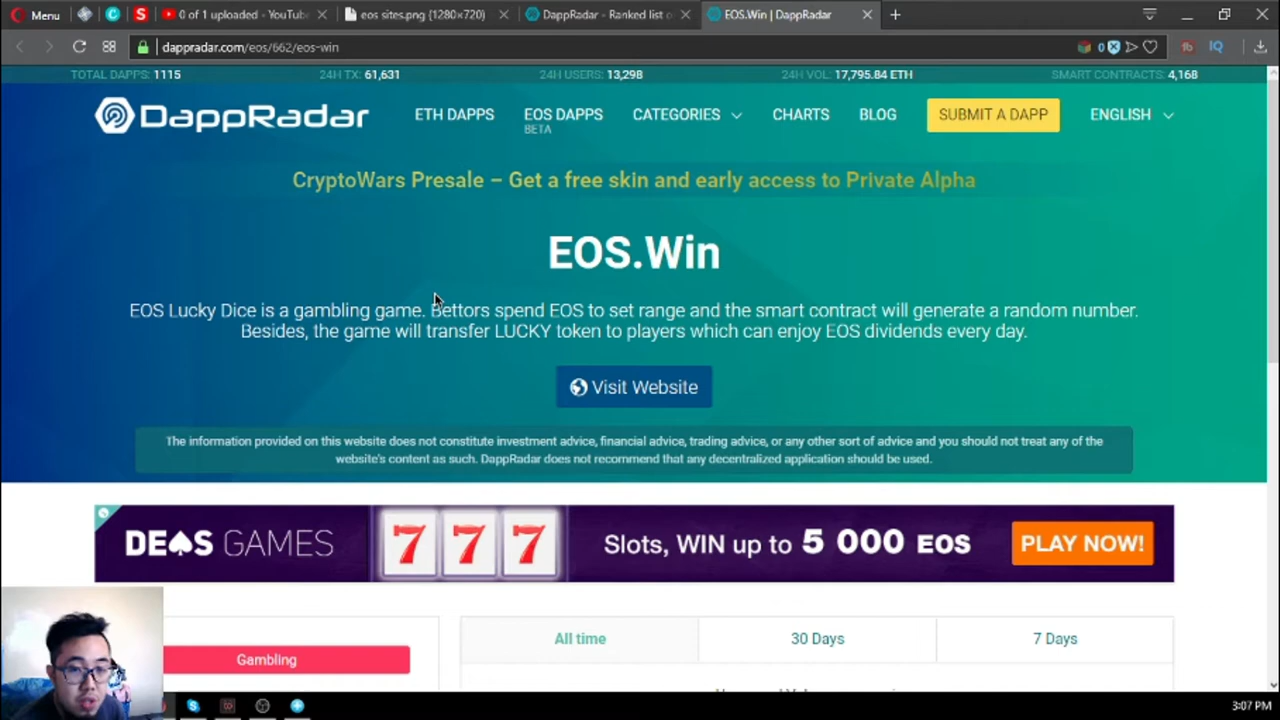 Menu
0 of 1 uploaded - YouTube
eos sites.png (1280×720)
DappRadar - Ranked list o
EOS.Win | DappRadar
dappradar.com/eos/662/eos-win
0
IQ
TOTAL DAPPS: 1115
24H TX: 61,631
24H USERS: 13,298
24H VOL: 17,795.84 ETH
SMART CONTRACTS: 4,168
DappRadar
ETH DAPPS
EOS DAPPS
BETA
CATEGORIES
CHARTS
BLOG
SUBMIT A DAPP
ENGLISH
CryptoWars Presale – Get a free skin and early access to Private Alpha
EOS.Win
EOS Lucky Dice is a gambling game. Bettors spend EOS to set range and the smart contract will generate a random number.
Besides, the game will transfer LUCKY token to players which can enjoy EOS dividends every day.
Visit Website
The information provided on this website does not constitute investment advice, financial advice, trading advice, or any other sort of advice and you should not treat any of the
website's content as such. DappRadar does not recommend that any decentralized application should be used.
DEOS GAMES
777
Slots, WIN up to 5 000 EOS
PLAY NOW!
Gambling
All time
30 Days
7 Days
3:07 PM